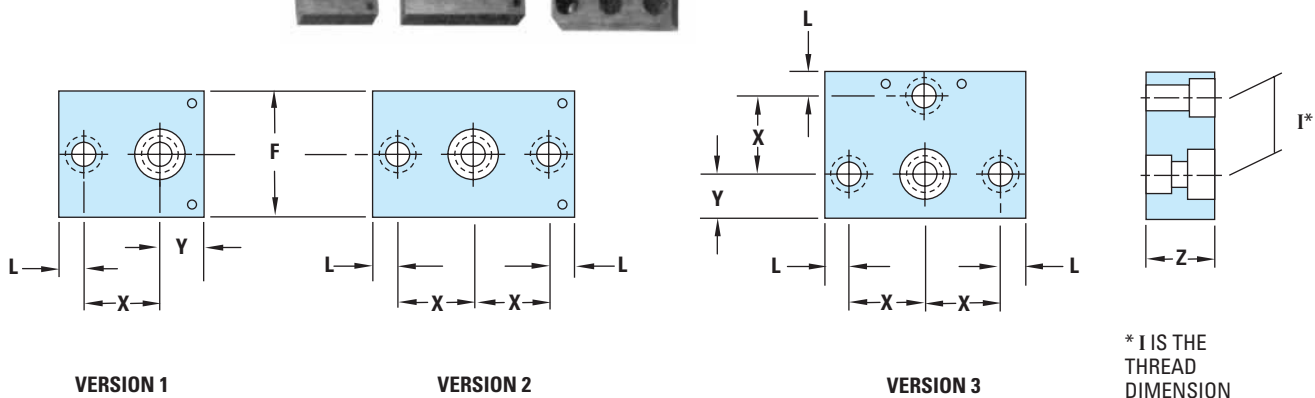 L
F
X
I*
Y
Y
L
L
L
L
L
Z
X
X
X
X
X
* I IS THE
THREAD
DIMENSION
VERSION 1
VERSION 2
VERSION 3